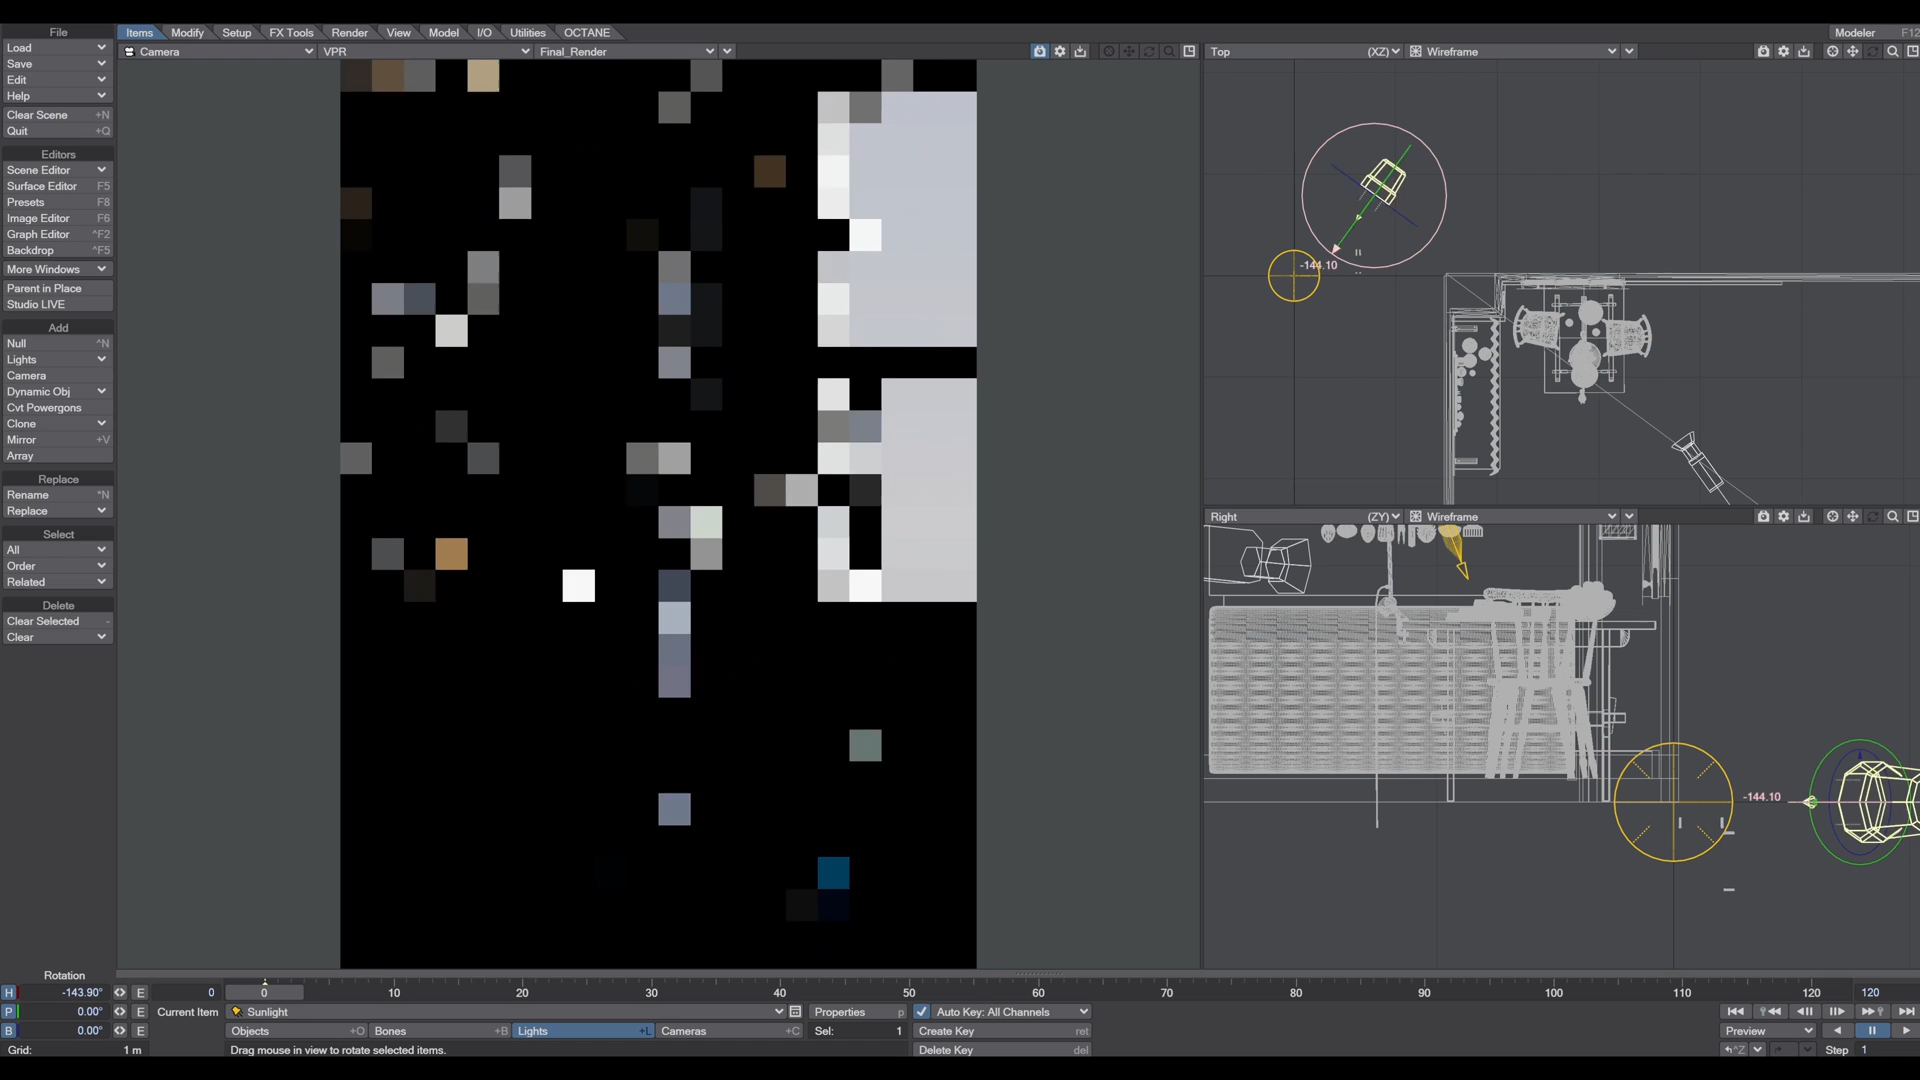 File
Items Modify Setup FX Tools Render View Model I/O Utilities OCTANE Modeler F12
Load
Camera VPR Final_Render Top (XZ) Wireframe
Save
Edit
Help
Clear Scene +N
Quit +Q
Editors
Scene Editor
Surface Editor F5
Presets F8
Image Editor F6
Graph Editor ^F2
Backdrop ^F5
-144.10
More Windows
Parent in Place
Studio LIVE
Add
Null ^N
Lights
Camera
Dynamic Obj
Cvt Powergons
Clone
Mirror +V
Array
Replace
Rename ^N
Replace
Right (ZY) Wireframe
Select
All
Order
Related
Delete
Clear Selected -
Clear
-144.10
Rotation
H -143.90° E 0 0 10 20 30 40 50 60 70 80 90 100 110 120 120
P 0.00° E Current Item Sunlight Properties p Auto Key: All Channels
B 0.00° E Objects +O Bones +B Lights +L Cameras +C Sel: 1 Create Key ret Preview
Grid: 1 m Drag mouse in view to rotate selected items. Delete Key del ^Z Step 1